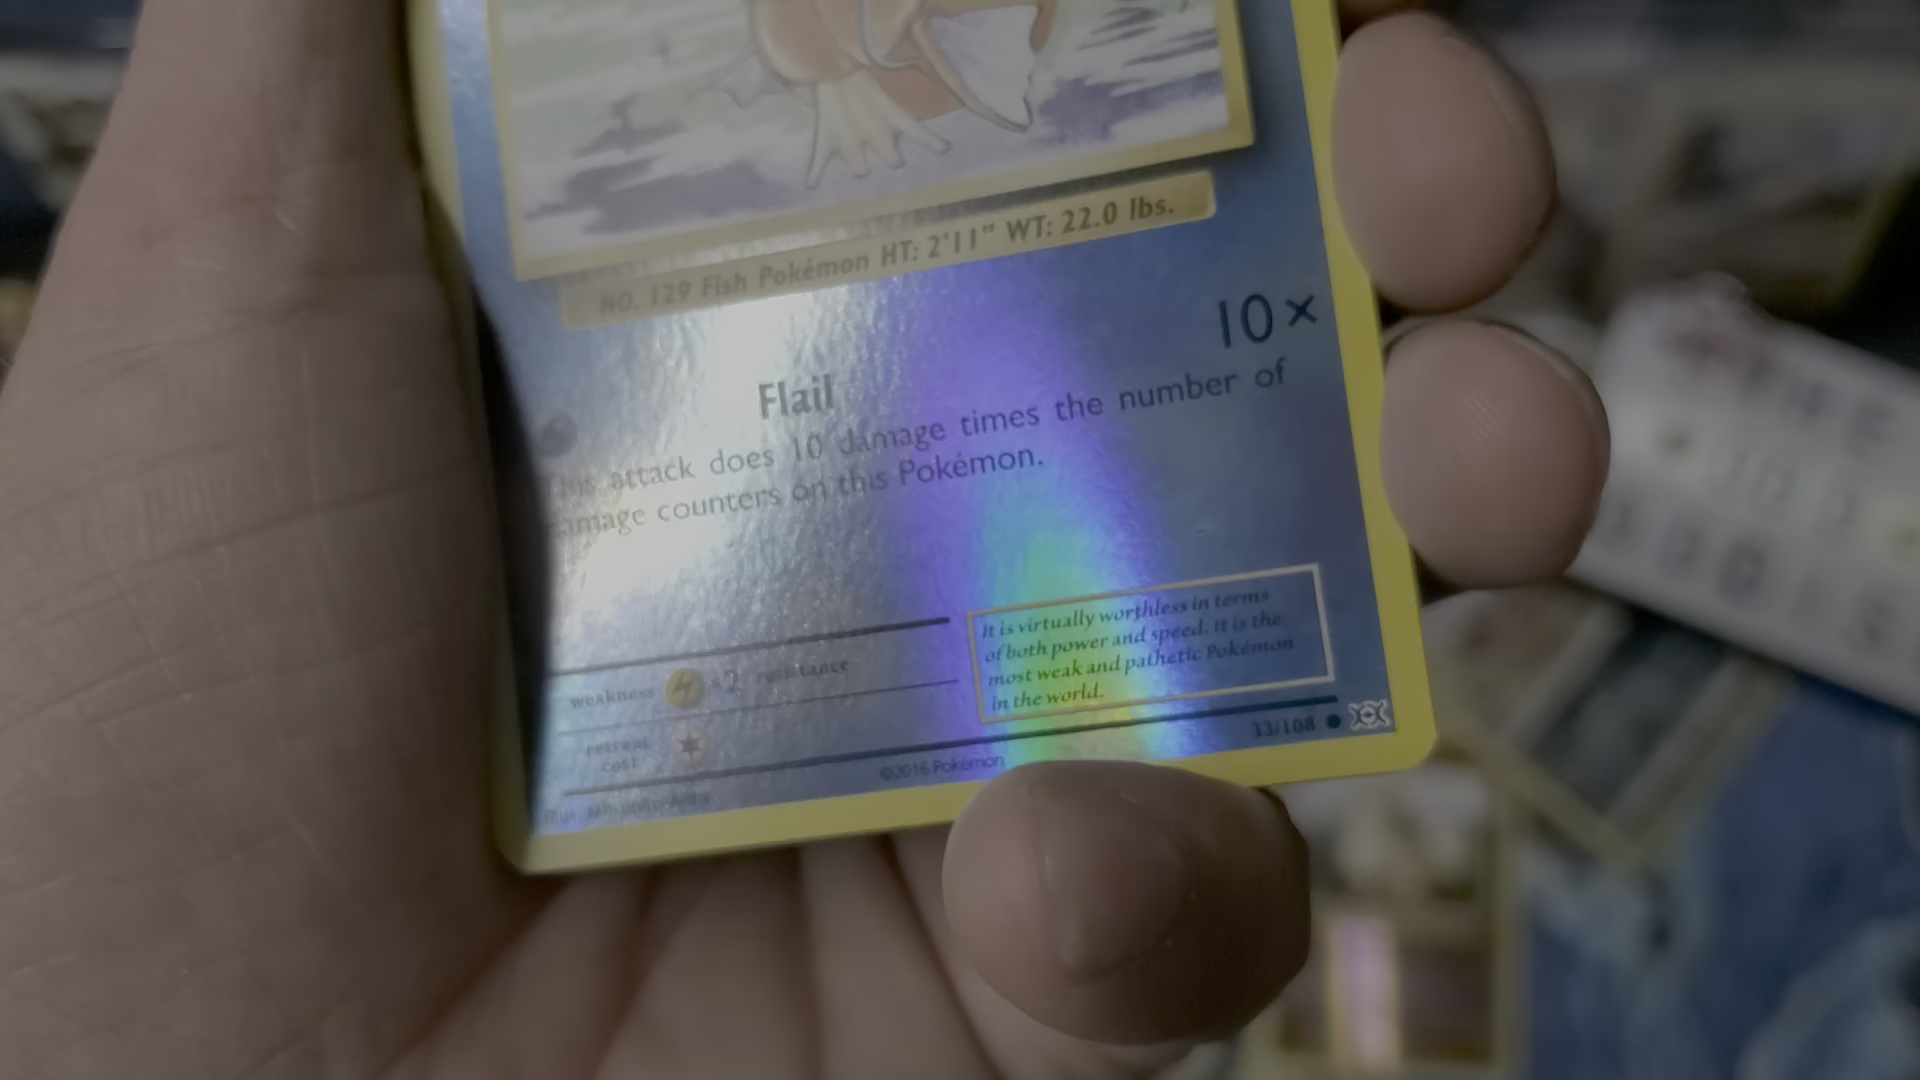 NO. 129 Fish Pokémon HT: 2'11" WT: 22.0 lbs.
Flail 10×
attack does 10 damage times the number of
counters on this Pokémon.
weakness ×2 resistance
retreat
cost
It is virtually worthless in terms
of both power and speed. It is the
most weak and pathetic Pokémon
in the world.
33/108
©2016 Pokémon